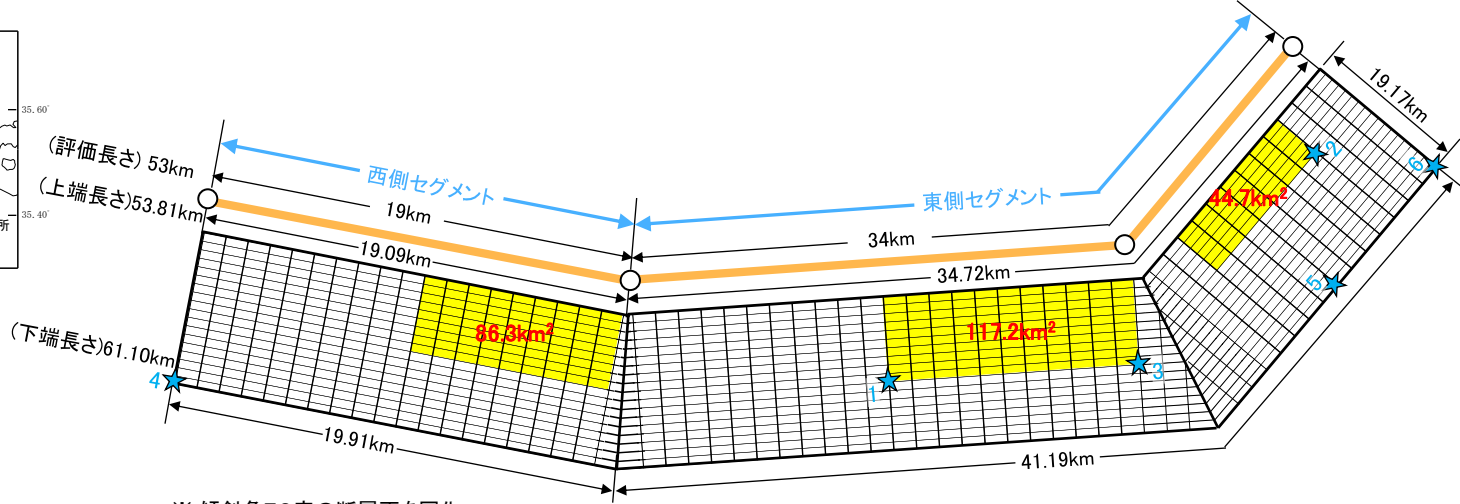 35.60°
35.40°
所
(評価長さ) 53km
(上端長さ)53.81km
(下端長さ)61.10km
西側セグメント
東側セグメント
19km
34km
19.09km
34.72km
19.17km
86.3km²
117.2km²
44.7km²
1
2
3
4
5
6
19.91km
41.19km